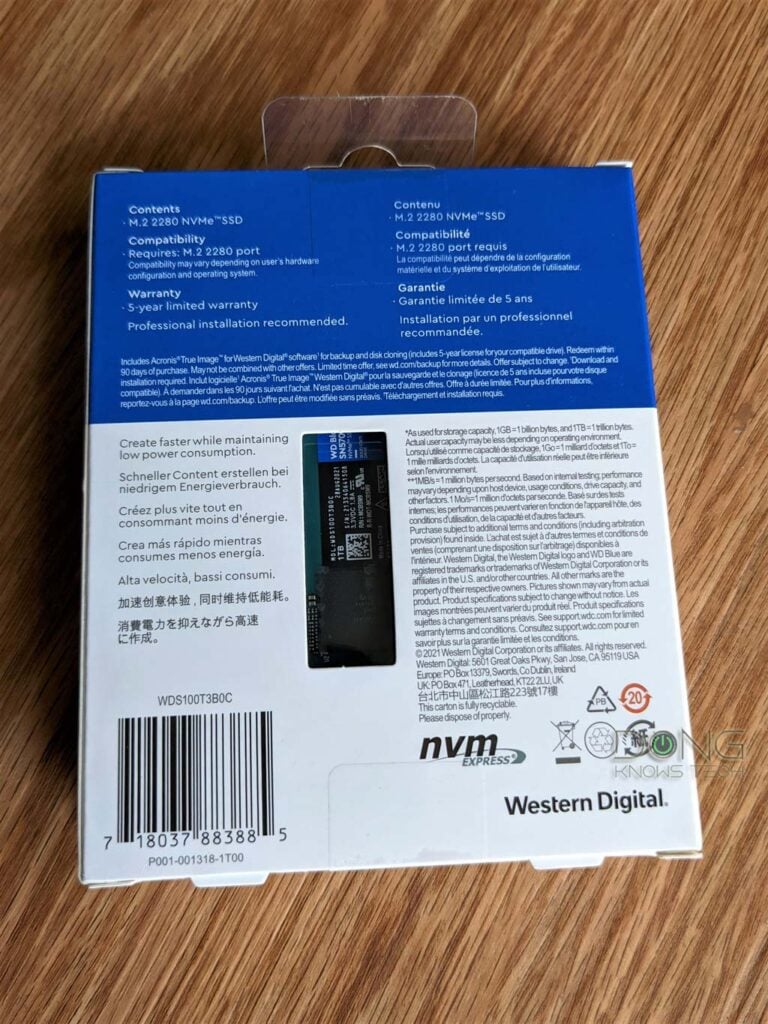 Contents
· M.2 2280 NVMe™ SSD
Compatibility
· Requires: M.2 2280 port
Compatibility may vary depending on user's hardware
configuration and operating system.
Warranty
· 5-year limited warranty
Professional installation recommended.
Contenu
· M.2 2280 NVMe™ SSD
Compatibilité
· M.2 2280 port requis
La compatibilité peut dépendre de la configuration
matérielle et du système d'exploitation de l'utilisateur.
Garantie
· Garantie limitée de 5 ans
Installation par un professionnel
recommandée.
Includes Acronis® True Image™ for Western Digital® software¹ for backup and disk cloning (includes 5-year license for your compatible drive). Redeem within
90 days of purchase. May not be combined with other offers. Limited time offer, see wd.com/backup for more details. Offer subject to change. ¹Download and
installation required. Inclut logicielle¹ Acronis® True Image™ Western Digital® pour la sauvegarde et le clonage (licence de 5 ans incluse pour votre disque
compatible). À demander dans les 90 jours suivant l'achat. N'est pas cumulable avec d'autres offres. Offre à durée limitée. Pour plus d'informations,
reportez-vous à la page wd.com/backup. L'offre peut être modifiée sans préavis. ¹Téléchargement et installation requis.
Create faster while maintaining
low power consumption.
Schneller Content erstellen bei
niedrigem Energieverbrauch.
Créez plus vite tout en
consommant moins d'énergie.
Crea más rápido mientras
consumes menos energía.
Alta velocità, bassi consumi.
加速创意体验，同时维持低能耗。
消費電力を抑えながら高速
に作成。
WD Bl
SN570
MDL: WDS100T3B0C
1TB
28AUG2021
S/N: 21334D441508
3.3VDC 2.8A
*As used for storage capacity, 1GB = 1 billion bytes, and 1TB = 1 trillion bytes.
Actual user capacity may be less depending on operating environment.
Lorsqu'utilisé comme capacité de stockage, 1Go = 1 milliard d'octets et 1To =
1 mille milliards d'octets. La capacité d'utilisation réelle peut être inférieure
selon l'environnement.
**1MB/s = 1 million bytes per second. Based on internal testing; performance
may vary depending upon host device, usage conditions, drive capacity, and
other factors. 1 Mo/s = 1 million d'octets par seconde. Basé sur des tests
internes; les performances peuvent varier en fonction de l'appareil hôte, des
conditions d'utilisation, de la capacité et d'autres facteurs.
Purchase subject to additional terms and conditions (including arbitration
provision) found inside. L'achat est sujet à d'autres termes et conditions de
ventes (comprenant une disposition sur l'arbitrage) disponibles à
l'intérieur. Western Digital, the Western Digital logo and WD Blue are
registered trademarks or trademarks of Western Digital Corporation or its
affiliates in the U.S. and/or other countries. All other marks are the
property of their respective owners. Pictures shown may vary from actual
product. Product specifications subject to change without notice. Les
images montrées peuvent varier du produit réel. Produit spécifications
sujettes à changement sans préavis. See support.wdc.com for limited
warranty terms and conditions. Consultez support.wdc.com pour en
savoir plus sur la garantie limitée et les conditions.
© 2021 Western Digital Corporation or its affiliates. All rights reserved.
Western Digital: 5601 Great Oaks Pkwy, San Jose, CA 95119 USA
Europe: PO Box 13379, Swords, Co Dublin, Ireland
UK: PO Box 471, Leatherhead, KT22 2LU, UK
台北市中山區松江路223號17樓
This carton is fully recyclable.
Please dispose of properly.
PB
20
紙
nvm
EXPRESS
DONG
KNOWS TECH
Western Digital.
WDS100T3B0C
7 18037 88388 5
P001-001318-1T00